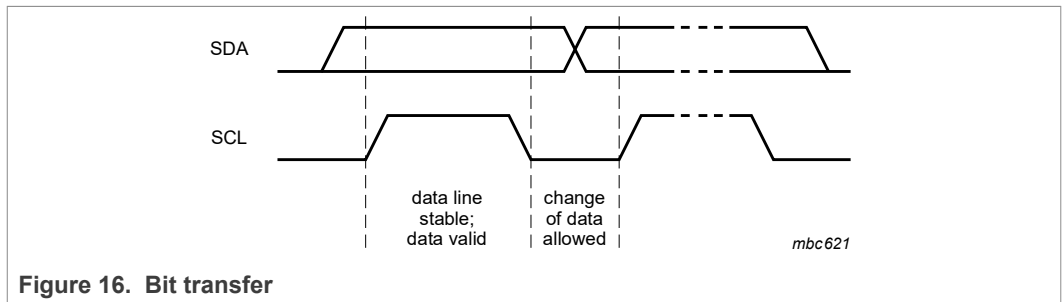 SDA
SCL
data line
stable;
data valid
change
of data
allowed
mbc621
Figure 16. Bit transfer